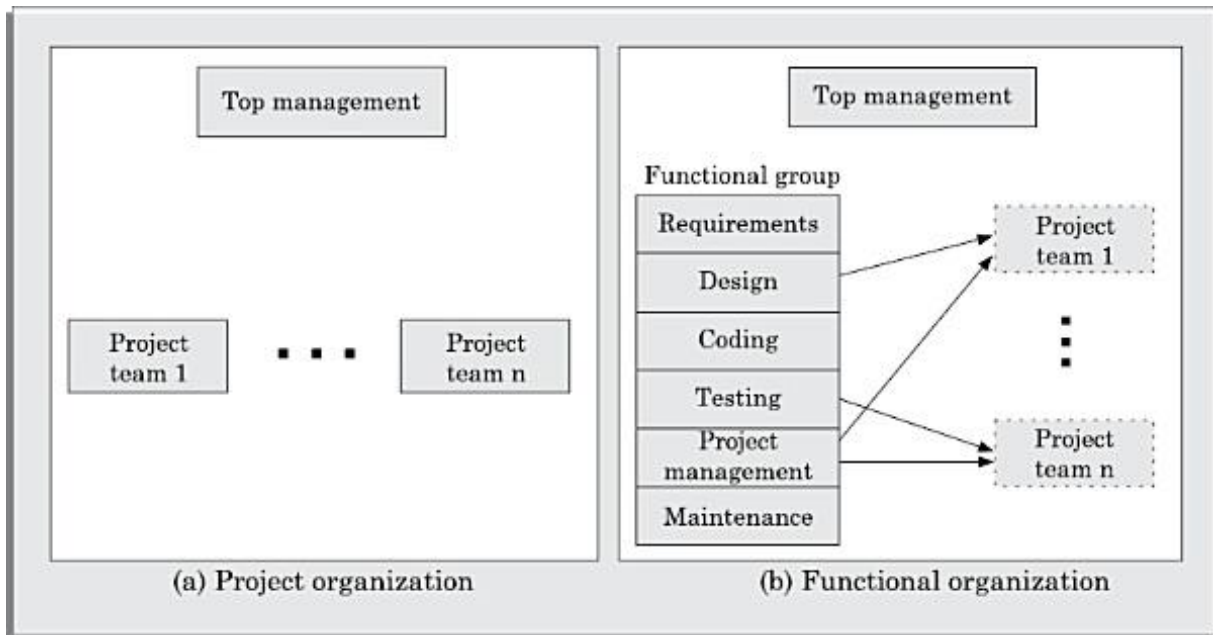 Top management
Project
team 1
Project
team n
(a) Project organization
Top management
Functional group
Requirements
Design
Coding
Testing
Project
management
Maintenance
Project
team 1
Project
team n
(b) Functional organization